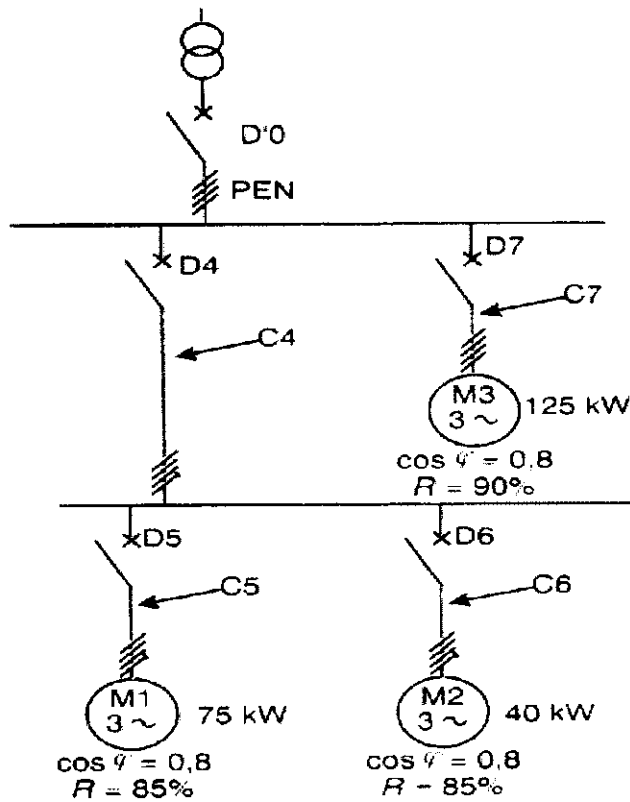 D'0
PEN
D4
D7
C7
C4
M3
3 ~
125 kW
cos φ = 0,8
R = 90%
D5
D6
C5
C6
M1
3 ~
75 kW
M2
3 ~
40 kW
cos φ = 0,8
R = 85%
cos φ = 0,8
R - 85%